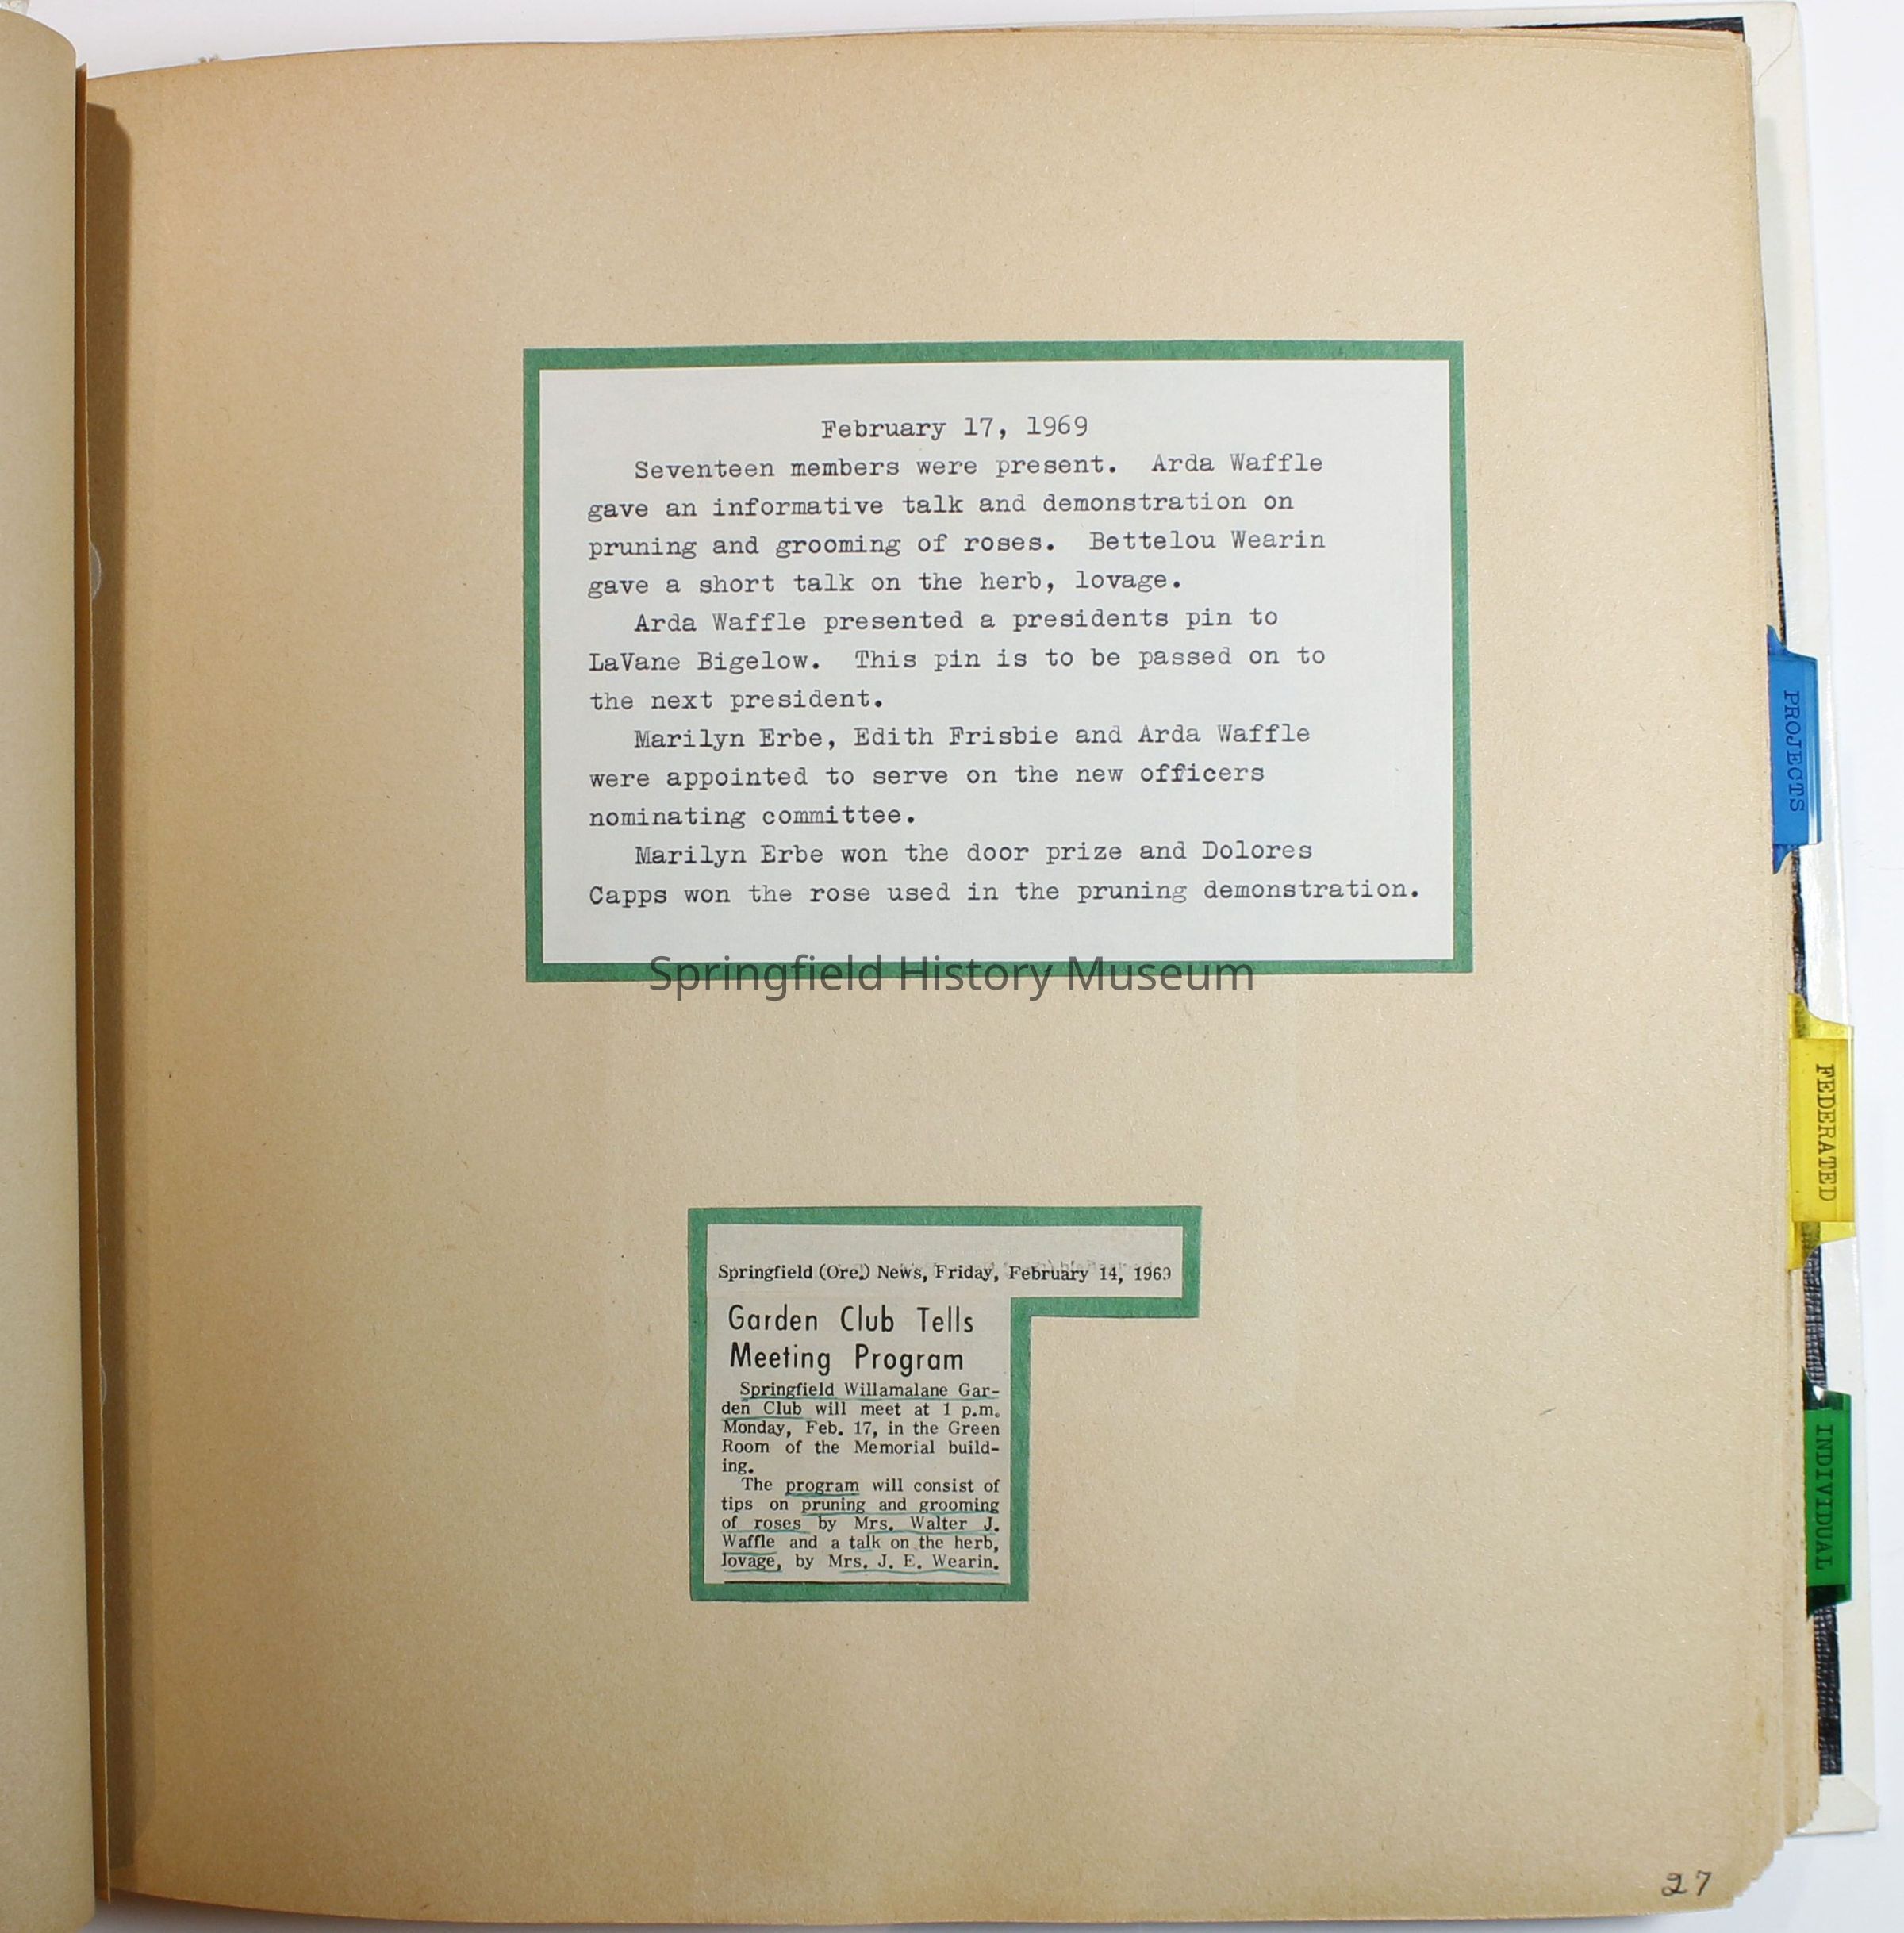 February 17, 1969
Seventeen members were present. Arda Waffle
gave an informative talk and demonstration on
pruning and grooming of roses. Bettelou Wearin
gave a short talk on the herb, lovage.
Arda Waffle presented a presidents pin to
LaVane Bigelow. This pin is to be passed on to
the next president.
Marilyn Erbe, Edith Frisbie and Arda Waffle
were appointed to serve on the new officers
nominating committee.
Marilyn Erbe won the door prize and Dolores
Capps won the rose used in the pruning demonstration.
Springfield History Museum
Springfield (Ore.) News, Friday, February 14, 1969
Garden Club Tells
Meeting Program
Springfield Willamalane Gar-
den Club will meet at 1 p.m.
Monday, Feb. 17, in the Green
Room of the Memorial build-
ing.
The program will consist of
tips on pruning and grooming
of roses by Mrs. Walter J.
Waffle and a talk on the herb,
lovage, by Mrs. J. E. Wearin.
PROJECTS
FEDERATED
INDIVIDUAL
27